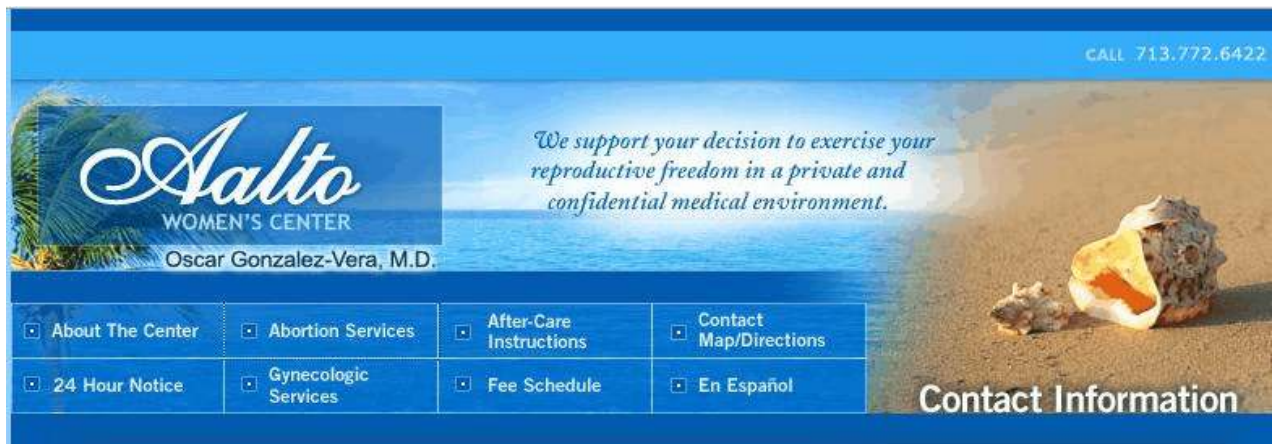 CALL 713.772.6422
Aalto
WOMEN'S CENTER
Oscar Gonzalez-Vera, M.D.
We support your decision to exercise your
reproductive freedom in a private and
confidential medical environment.
About The Center
Abortion Services
After-Care
Instructions
Contact
Map/Directions
24 Hour Notice
Gynecologic
Services
Fee Schedule
En Español
Contact Information